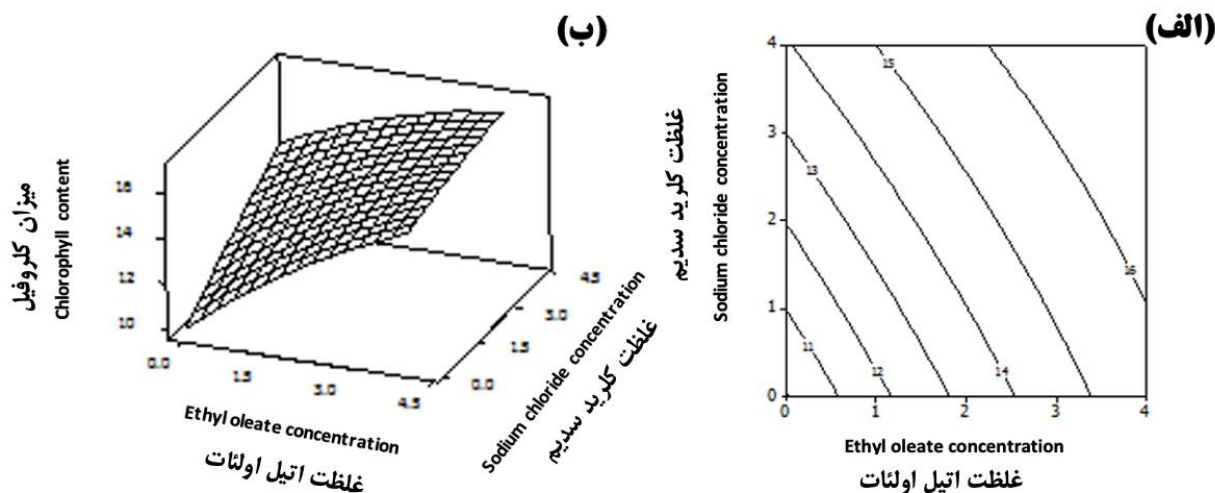 (الف)
4
3
2
1
0
0
1
2
3
4
11
12
13
14
15
16
Sodium chloride concentration
غلظت کلرید سدیم
Ethyl oleate concentration
غلظت اتیل اولئات
(ب)
16
14
12
10
0.0
1.5
3.0
4.5
0.0
1.5
3.0
4.5
میزان کلروفیل
Chlorophyll content
Ethyl oleate concentration
غلظت اتیل اولئات
Sodium chloride concentration
غلظت کلرید سدیم